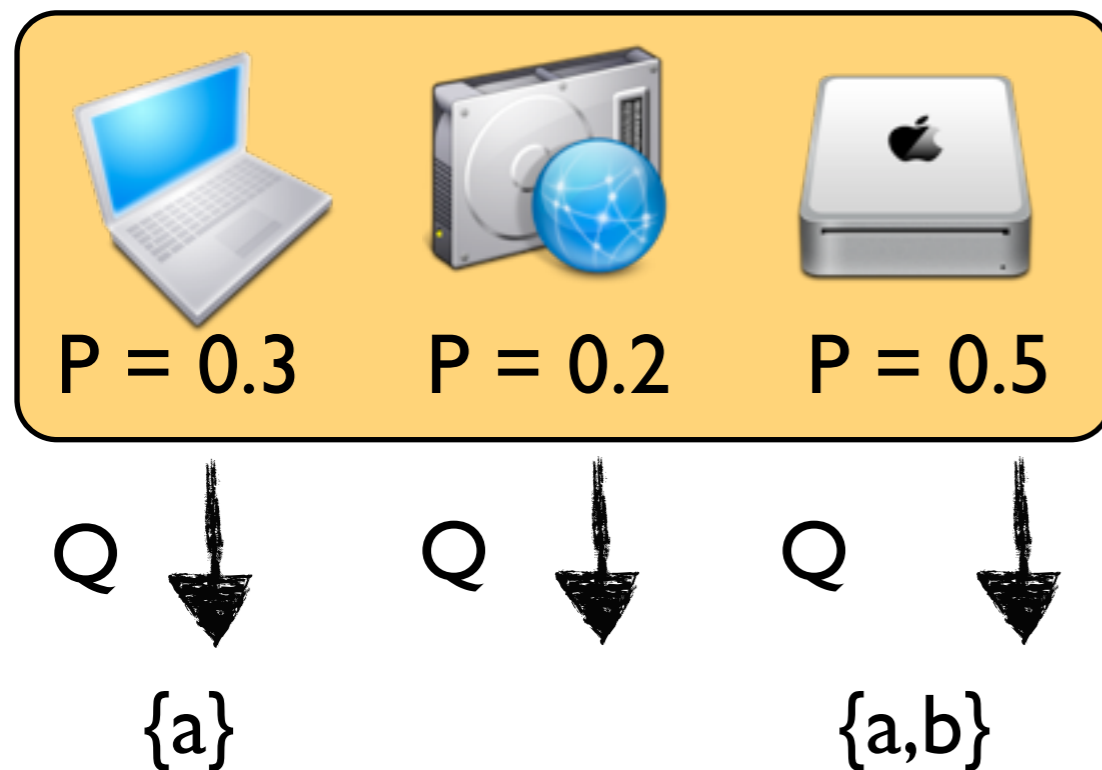 P = 0.3 P = 0.2 P = 0.5
Q Q Q
{a} {a,b}